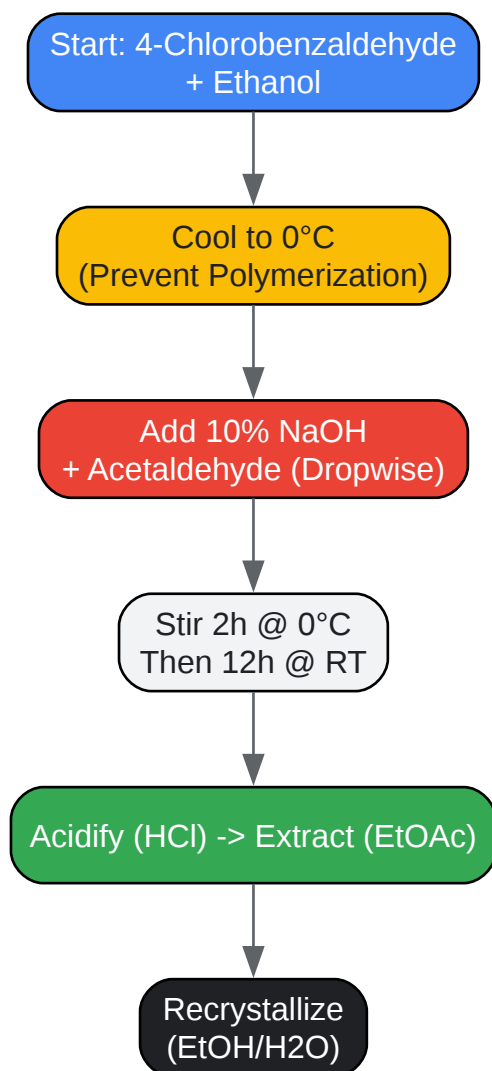 Start: 4-Chlorobenzaldehyde
+ Ethanol
Cool to 0°C
(Prevent Polymerization)
Add 10% NaOH
+ Acetaldehyde (Dropwise)
Stir 2h @ 0°C
Then 12h @ RT
Acidify (HCl) -> Extract (EtOAc)
Recrystallize
(EtOH/H2O)